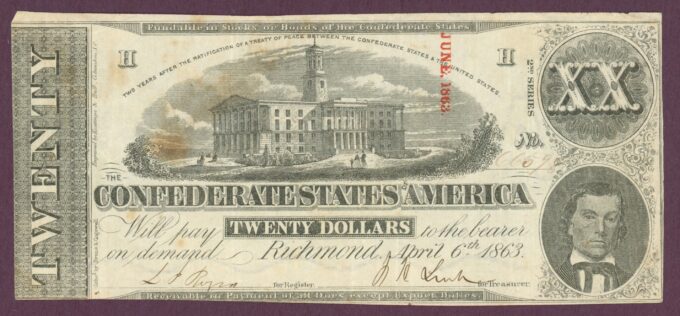 Fundable in Stocks or Bonds of the Confederate States
TWO YEARS AFTER THE RATIFICATION OF A TREATY OF PEACE BETWEEN THE CONFEDERATE STATES & THE UNITED STATES.
H
H
JUNE, 1863.
2ND SERIES
XX
No.
TWENTY
THE
CONFEDERATE STATES AMERICA
Will pay TWENTY DOLLARS to the bearer
on demand Richmond, April 6th 1863.
for Register
for Treasurer
Receivable in Payment of all Dues except Export Duties.